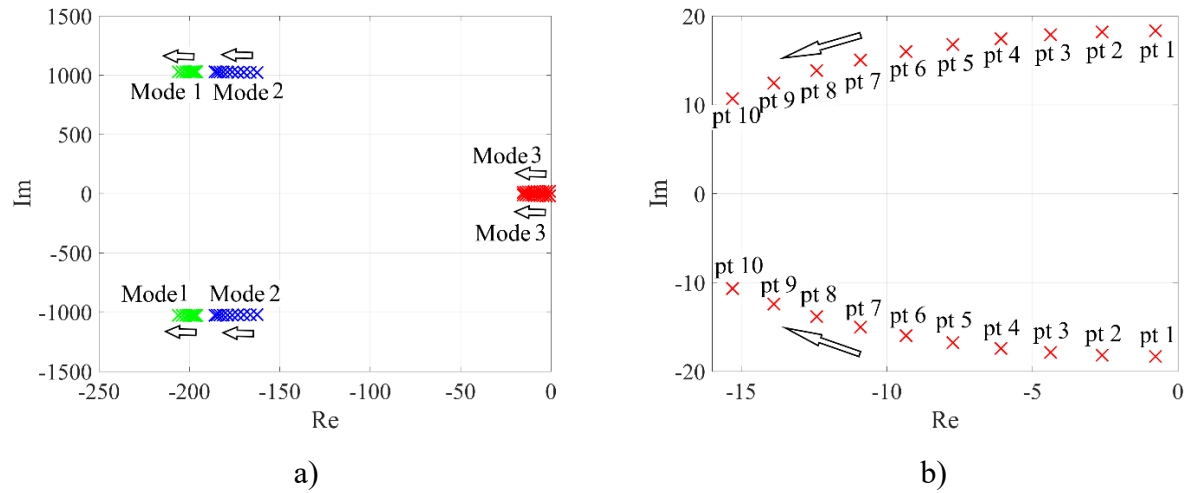 1500
1000
500
0
-500
-1000
-1500
-250
-200
-150
-100
-50
0
Re
Im
Mode 1
Mode 2
Mode 3
Mode 3
Mode 1
Mode 2
a)
20
10
0
-10
-20
-15
-10
-5
0
Re
Im
pt 10
pt 9
pt 8
pt 7
pt 6
pt 5
pt 4
pt 3
pt 2
pt 1
pt 10
pt 9
pt 8
pt 7
pt 6
pt 5
pt 4
pt 3
pt 2
pt 1
b)